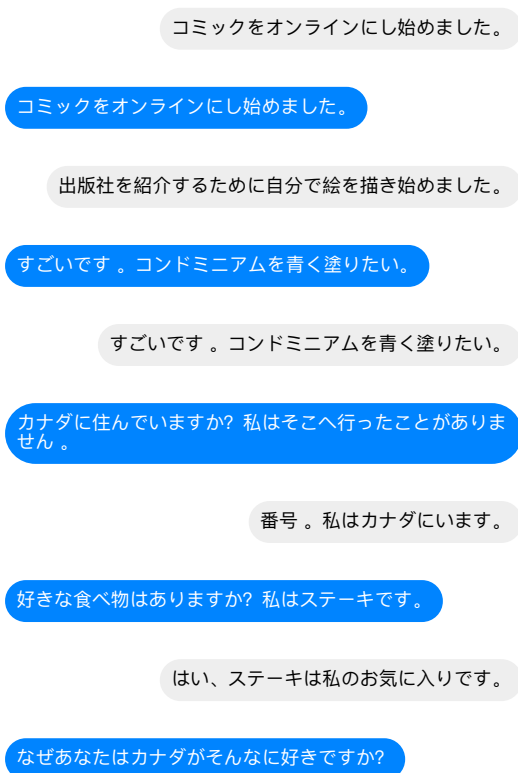 コミックをオンラインにし始めました。
コミックをオンラインにし始めました。
出版社を紹介するために自分で絵を描き始めました。
すごいです 。コンドミニアムを青く塗りたい。
すごいです 。コンドミニアムを青く塗りたい。
カナダに住んでいますか? 私はそこへ行ったことがありま
せん 。
番号 。私はカナダにいます。
好きな食べ物はありますか? 私はステーキです。
はい、ステーキは私のお気に入りです。
なぜあなたはカナダがそんなに好きですか?